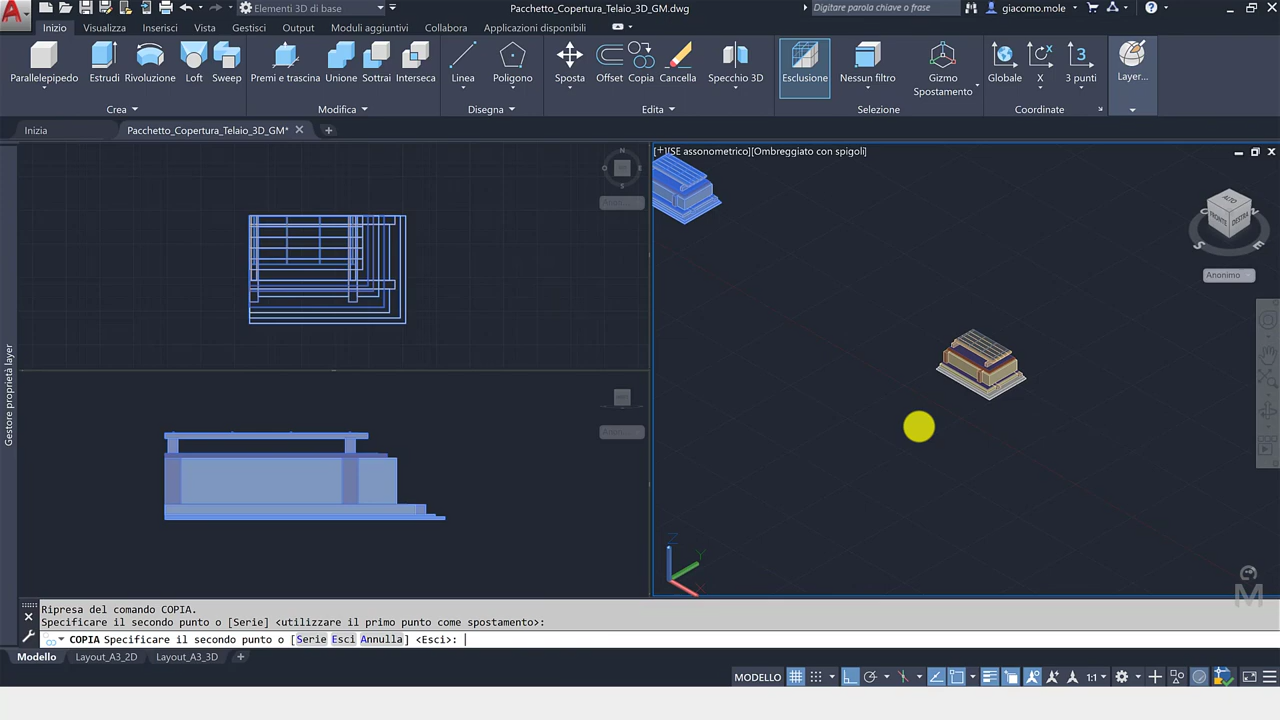 A Elementi 3D di base Pacchetto_Copertura_Telaio_3D_GM.dwg Digitare parola chiave o frase giacomo.mole ?
Inizio Visualizza Vista Gestisci Output Moduli aggiuntivi Collabora Applicazioni disponibili
Parallelepipedo Estrudi Rivoluzione Loft Sweep Premi e trascina Unione Sottrai Interseca Linea Poligono Sposta Offset Copia Cancella Specchio 3D Esclusione Nessun filtro Gizmo Spostamento Globale X 3 punti Layer...
Crea Modifica Disegna Edita Selezione Coordinate
Inizia Pacchetto_Copertura_Telaio_3D_GM*
[+][SE assonometrico][Ombreggiato con spigoli]
N
O E
S
ALTO
FRONTE DESTRA
S E
Anonimo
Gestore proprietà layer
Z
Y
X
Ripresa del comando COPIA.
Specificare il secondo punto o [Serie] <utilizzare il primo punto come spostamento>:
COPIA Specificare il secondo punto o [Serie Esci Annulla] <Esci>:
Modello Layout_A3_2D Layout_A3_3D
MODELLO 1:1